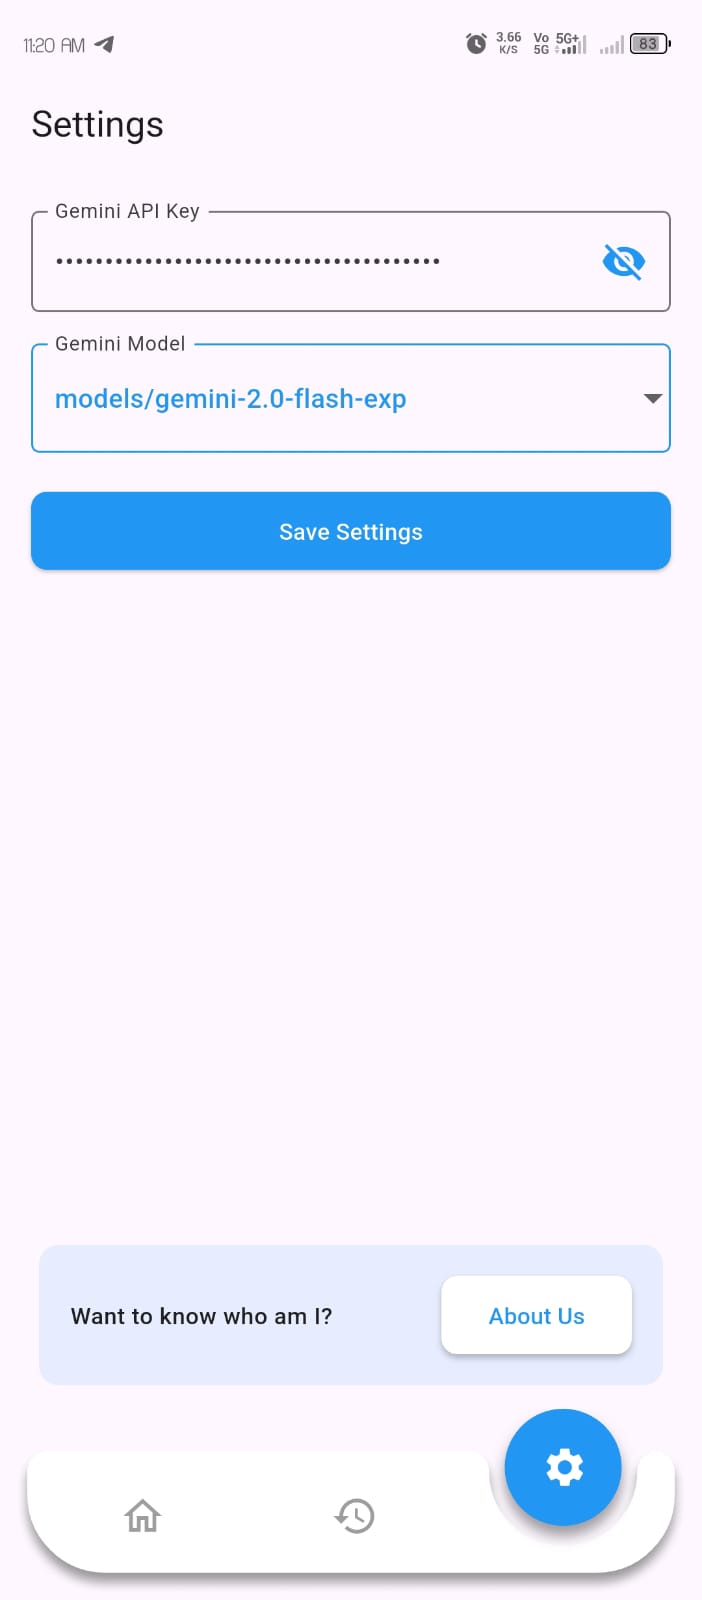 11:20 AM
3.66 K/S Vo 5G 5G+ 83
Settings
Gemini API Key
••••••••••••••••••••••••••••••••••••••• 
Gemini Model
models/gemini-2.0-flash-exp
Save Settings
Want to know who am I?
About Us